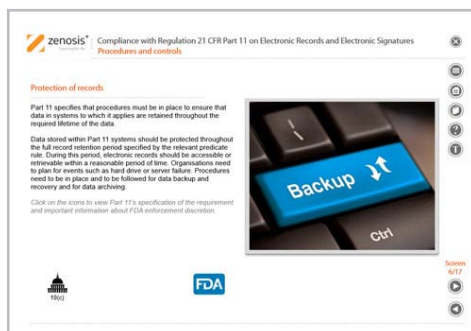 zenosis®
Compliance with Regulation 21 CFR Part 11 on Electronic Records and Electronic Signatures
Procedures and controls
Protection of records
Part 11 specifies that procedures must be in place to ensure that
data in systems to which it applies are retained throughout the
required lifetime of the data.
Data stored within Part 11 systems should be protected throughout
the full record retention period specified by the relevant predicate
rule. During this period, electronic records should be accessible or
retrievable within a reasonable period of time. Organisations need
to plan for events such as hard drive or server failure. Procedures
need to be in place and to be followed for data backup and
recovery and for data archiving.
Click on the icons to view Part 11's specification of the requirement
and important information about FDA enforcement discretion.
Backup
Ctrl
10(c)
FDA
Screen
6/17